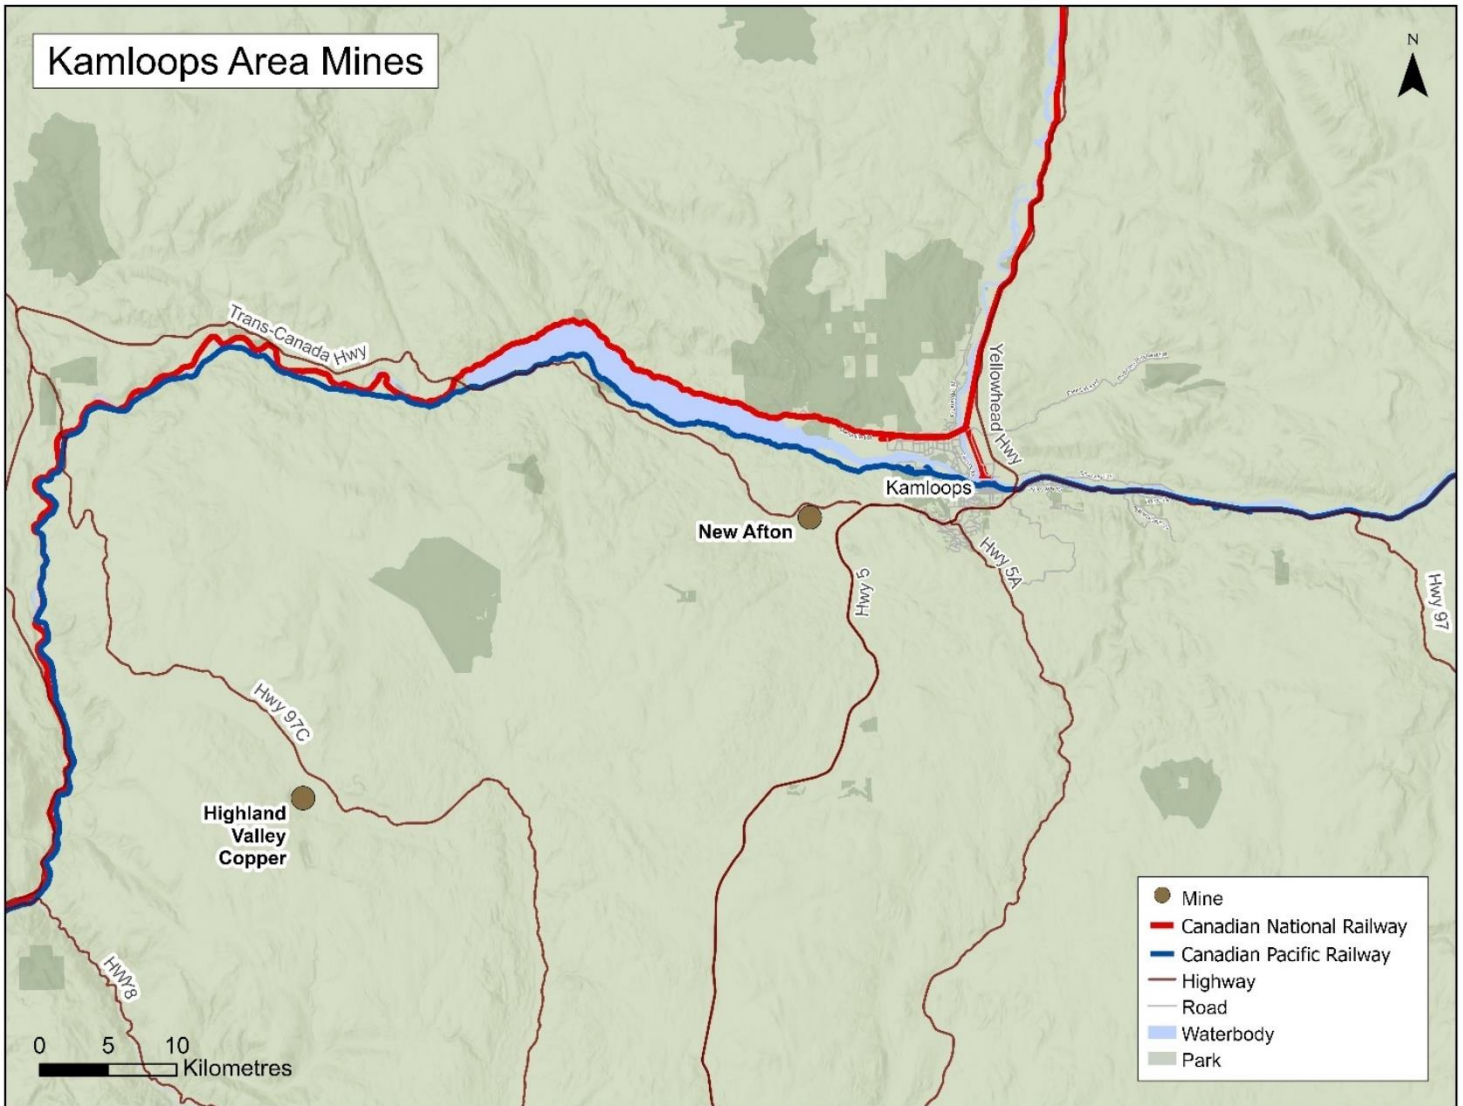 Kamloops Area Mines
N
Trans-Canada Hwy
Yellowhead Hwy
Kamloops
New Afton
Hwy 5
Hwy 5A
Hwy 97
Hwy 97C
Highland
Valley
Copper
HWY8
0 5 10
Kilometres
Mine
Canadian National Railway
Canadian Pacific Railway
Highway
Road
Waterbody
Park